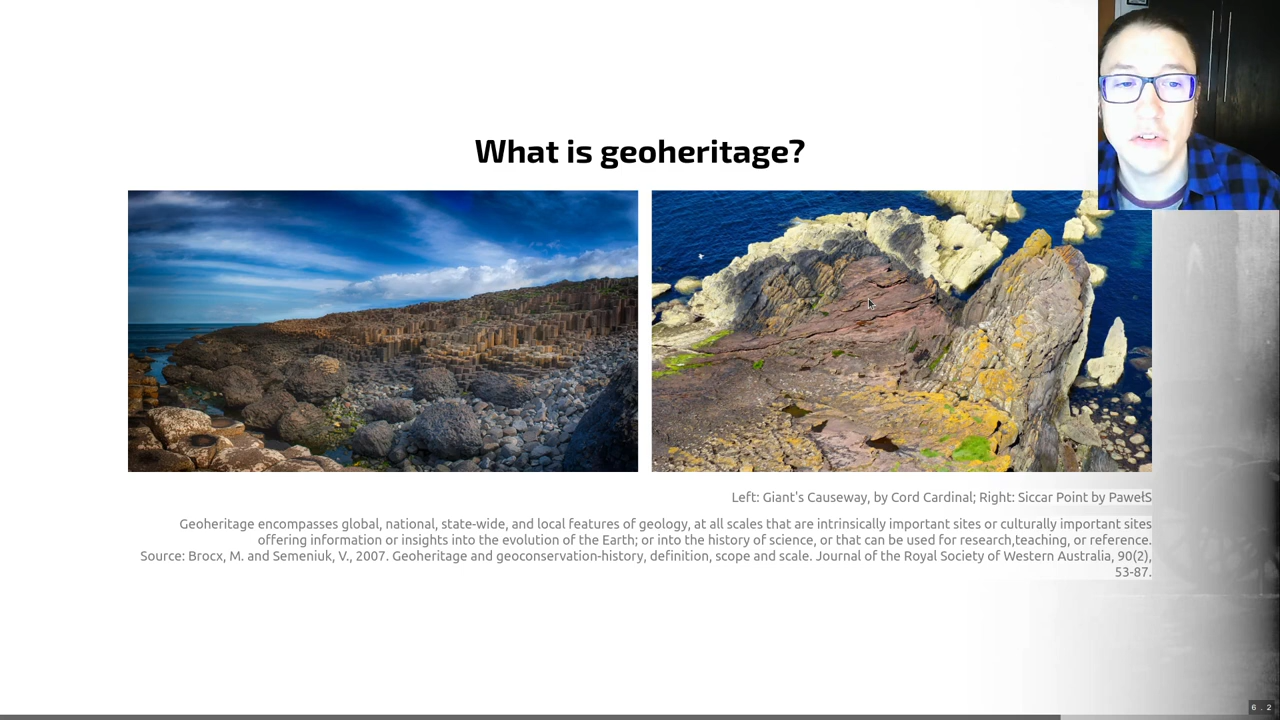 What is geoheritage?
Left: Giant's Causeway, by Cord Cardinal; Right: Siccar Point by PawełS
Geoheritage encompasses global, national, state-wide, and local features of geology, at all scales that are intrinsically important sites or culturally important sites
offering information or insights into the evolution of the Earth; or into the history of science, or that can be used for research,teaching, or reference.
Source: Brocx, M. and Semeniuk, V., 2007. Geoheritage and geoconservation-history, definition, scope and scale. Journal of the Royal Society of Western Australia, 90(2),
53-87.
6 . 2